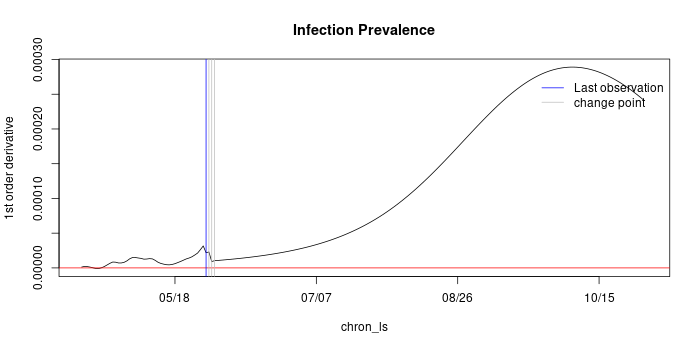 Infection Prevalence
1st order derivative
0.00030
0.00020
0.00010
0.00000
Last observation
change point
05/18 07/07 08/26 10/15
chron_ls